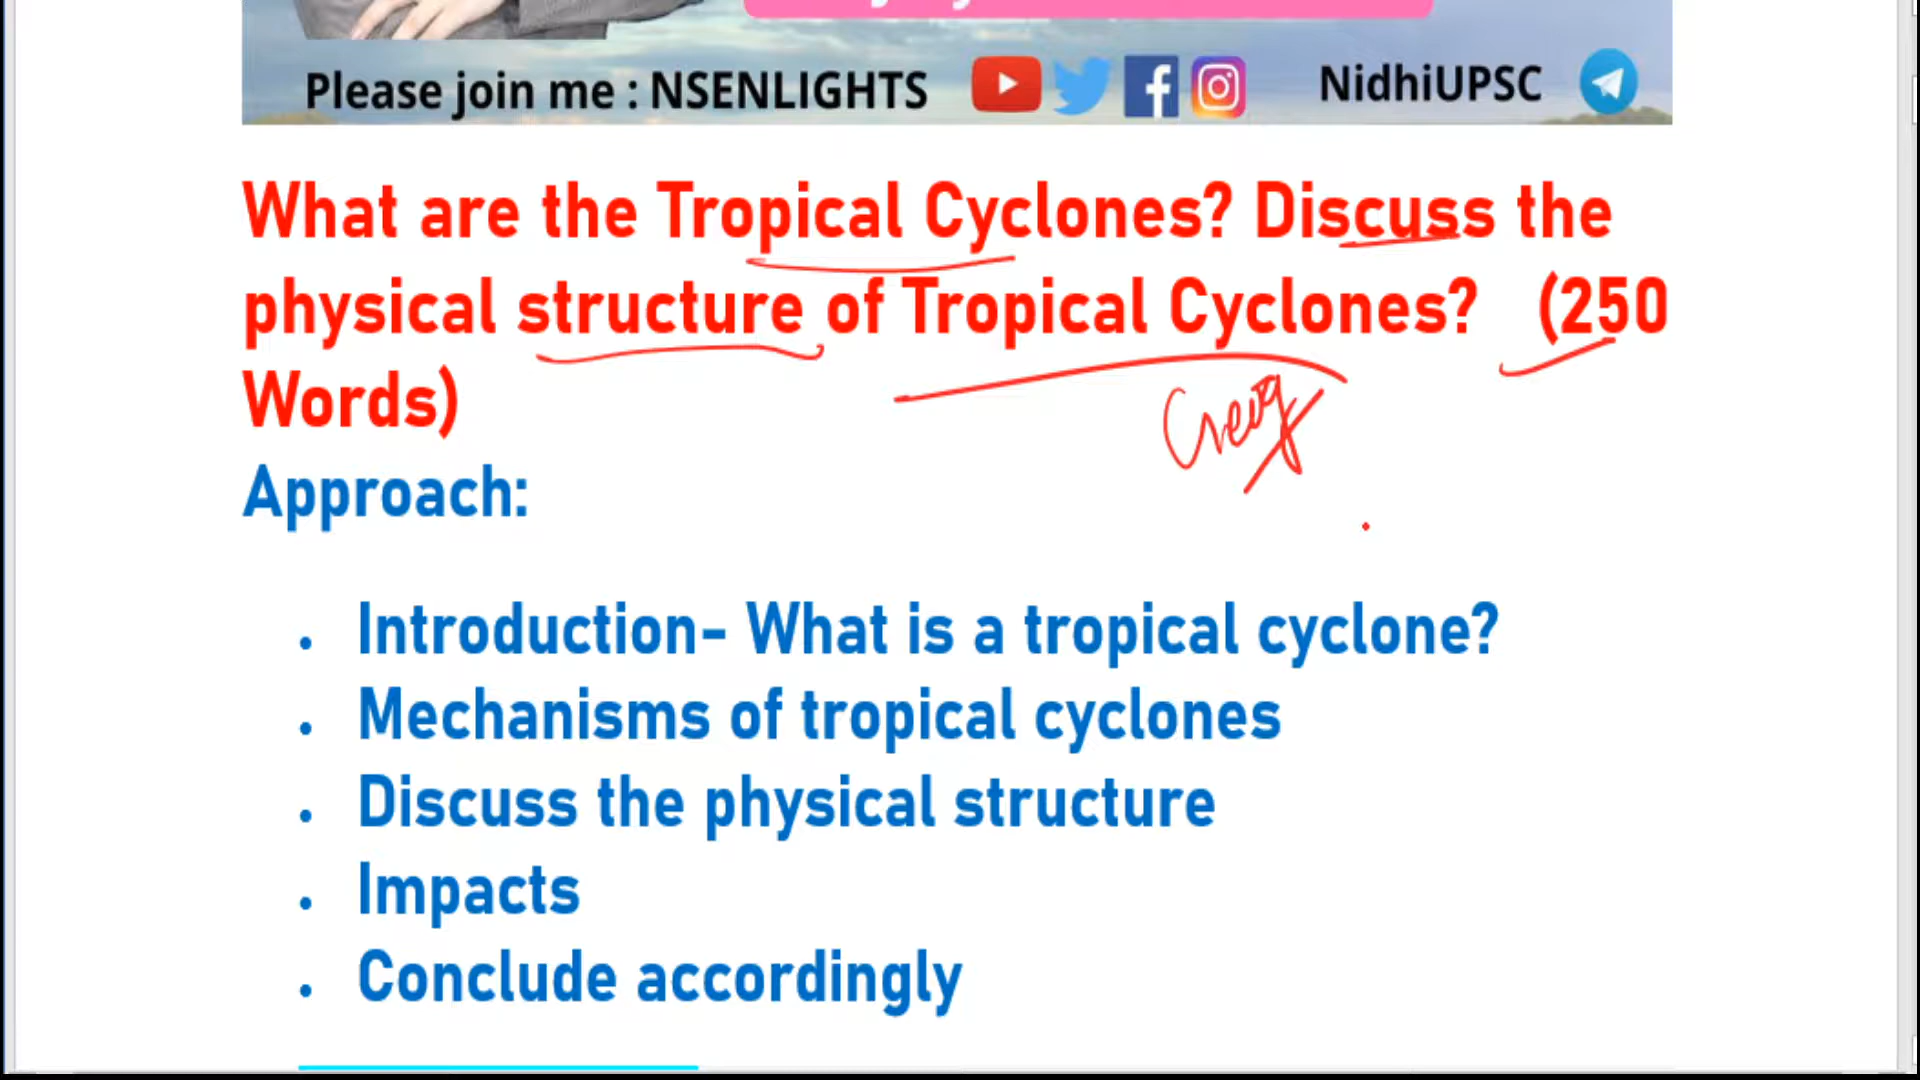 Please join me : NSENLIGHTS NidhiUPSC
What are the Tropical Cyclones? Discuss the
physical structure of Tropical Cyclones? (250
Words)
Geog
Approach:
• Introduction- What is a tropical cyclone?
• Mechanisms of tropical cyclones
• Discuss the physical structure
• Impacts
• Conclude accordingly